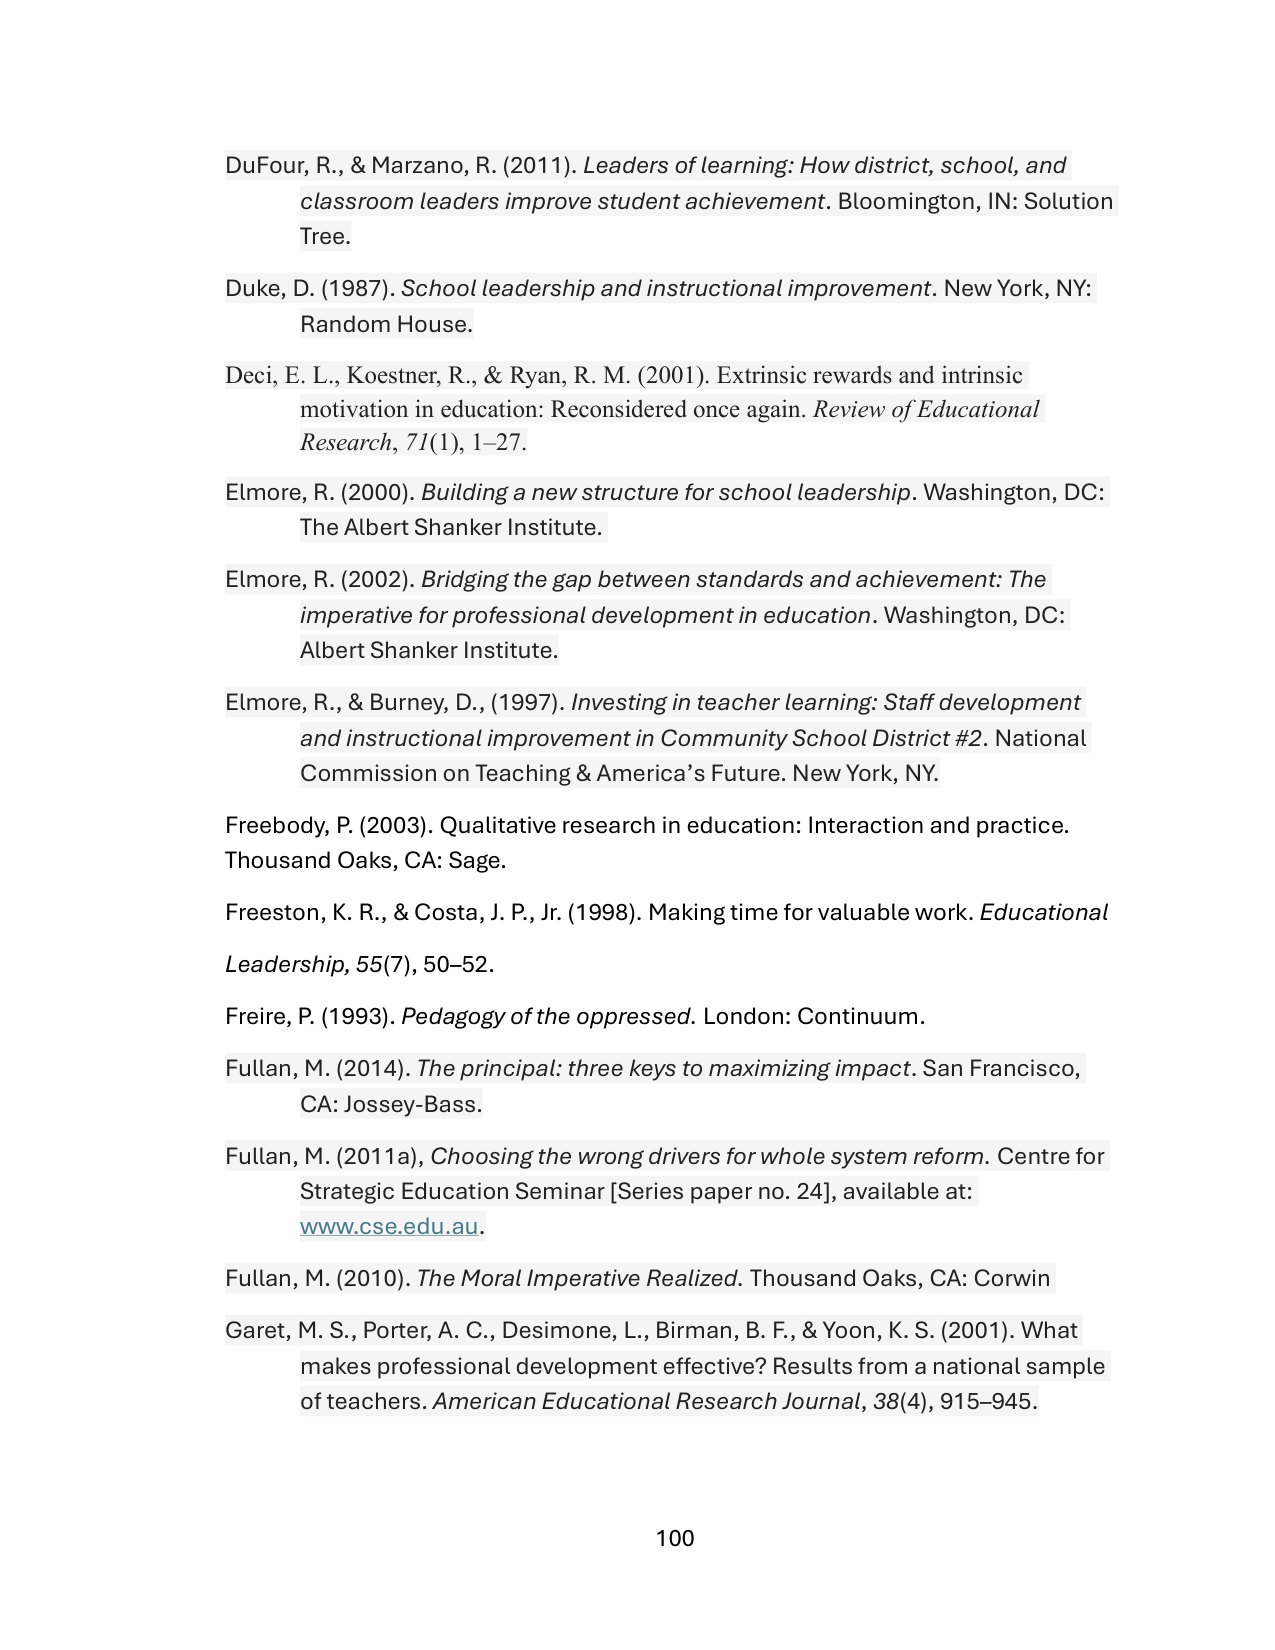 DuFour, R., & Marzano, R. (2011). Leaders of learning: How district, school, and
classroom leaders improve student achievement. Bloomington, IN: Solution
Tree.
Duke, D. (1987). School leadership and instructional improvement. New York, NY:
Random House.
Deci, E. L., Koestner, R., & Ryan, R. M. (2001). Extrinsic rewards and intrinsic
motivation in education: Reconsidered once again. Review of Educational
Research, 71(1), 1–27.
Elmore, R. (2000). Building a new structure for school leadership. Washington, DC:
The Albert Shanker Institute.
Elmore, R. (2002). Bridging the gap between standards and achievement: The
imperative for professional development in education. Washington, DC:
Albert Shanker Institute.
Elmore, R., & Burney, D., (1997). Investing in teacher learning: Staff development
and instructional improvement in Community School District #2. National
Commission on Teaching & America’s Future. New York, NY.
Freebody, P. (2003). Qualitative research in education: Interaction and practice.
Thousand Oaks, CA: Sage.
Freeston, K. R., & Costa, J. P., Jr. (1998). Making time for valuable work. Educational
Leadership, 55(7), 50–52.
Freire, P. (1993). Pedagogy of the oppressed. London: Continuum.
Fullan, M. (2014). The principal: three keys to maximizing impact. San Francisco,
CA: Jossey-Bass.
Fullan, M. (2011a), Choosing the wrong drivers for whole system reform. Centre for
Strategic Education Seminar [Series paper no. 24], available at:
www.cse.edu.au.
Fullan, M. (2010). The Moral Imperative Realized. Thousand Oaks, CA: Corwin
Garet, M. S., Porter, A. C., Desimone, L., Birman, B. F., & Yoon, K. S. (2001). What
makes professional development effective? Results from a national sample
of teachers. American Educational Research Journal, 38(4), 915–945.
100